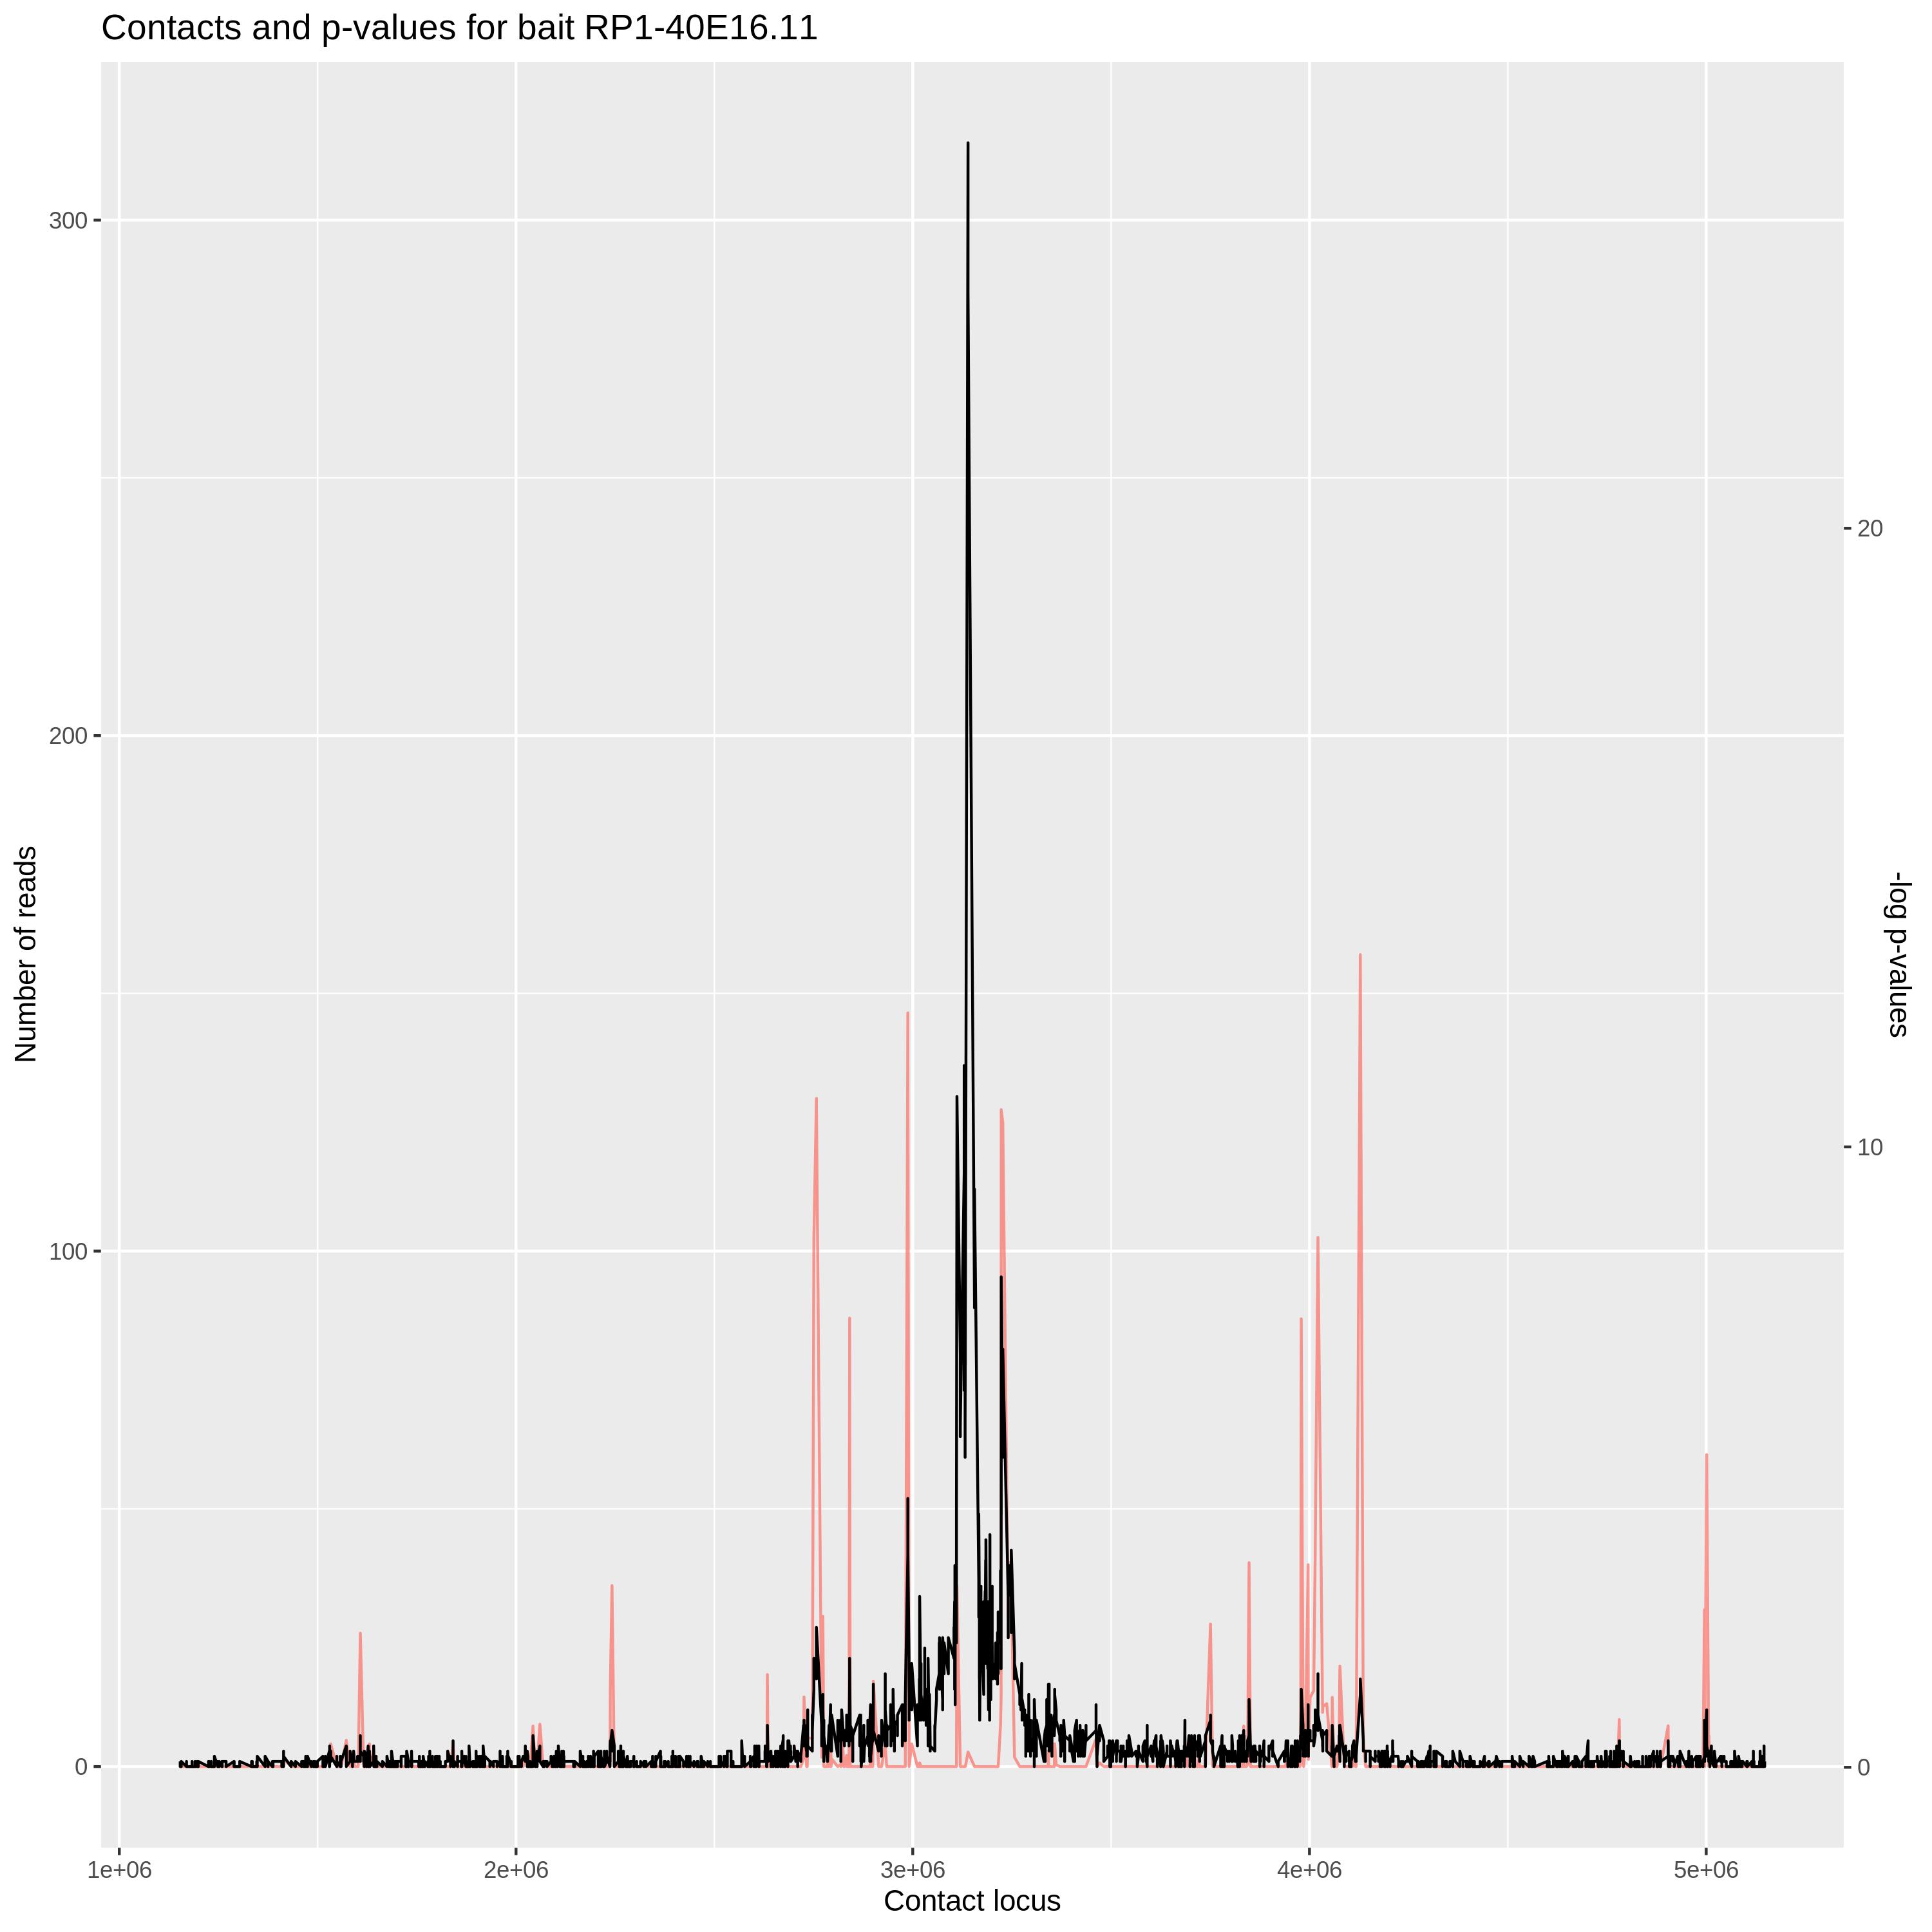 Contacts and p-values for bait RP1-40E16.11
300
200
100
0
20
10
0
Number of reads
-log p-values
1e+06
2e+06
3e+06
4e+06
5e+06
Contact locus